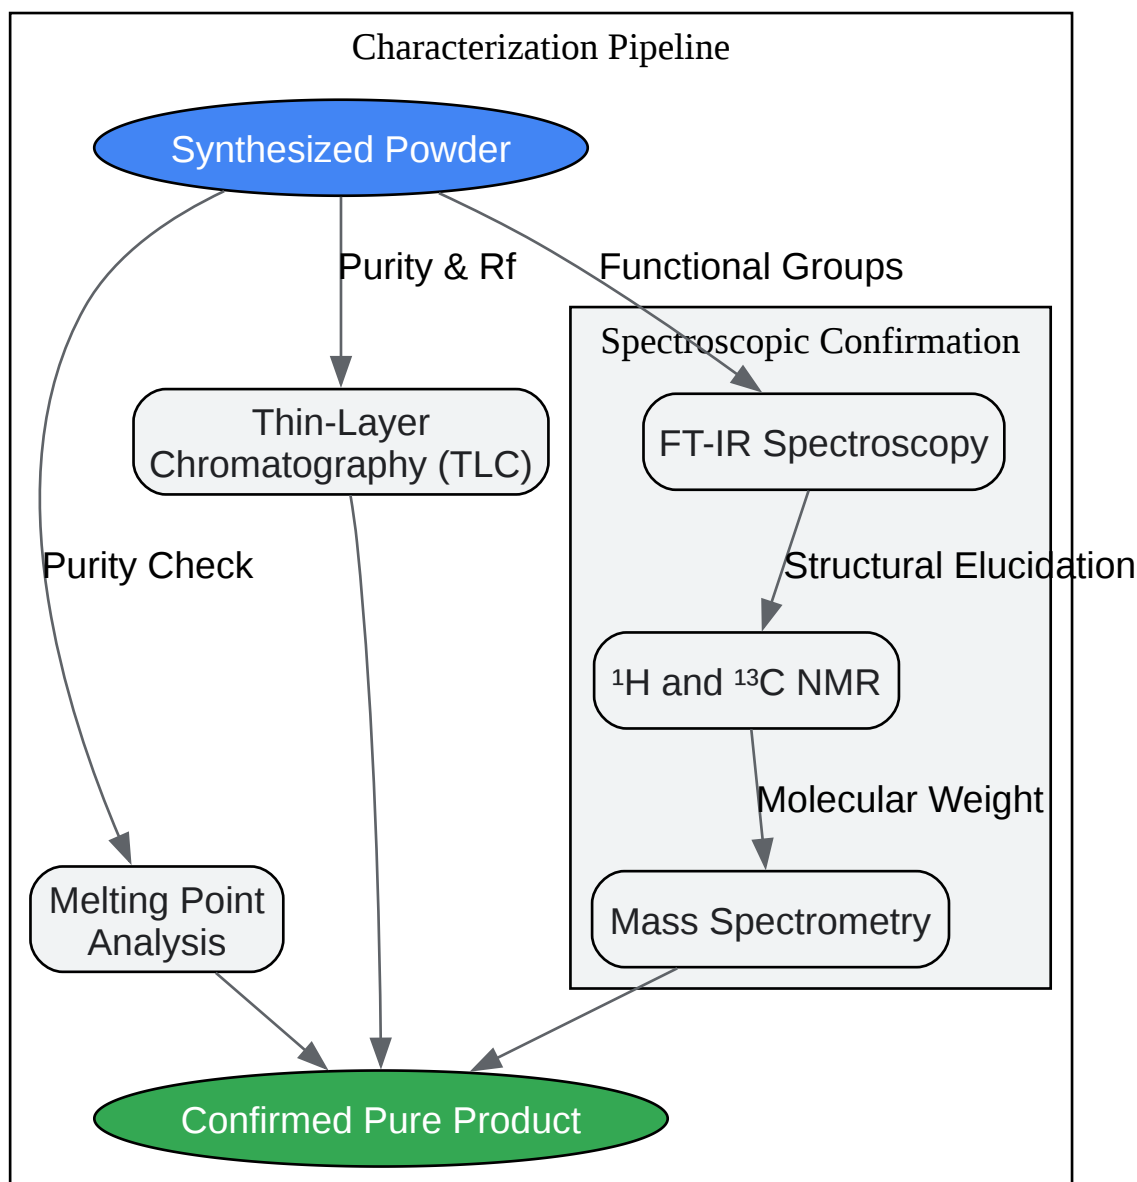 Characterization Pipeline
Synthesized Powder
Purity & Rf
Functional Groups
Spectroscopic Confirmation
Thin-Layer
Chromatography (TLC)
FT-IR Spectroscopy
Purity Check
Structural Elucidation
¹H and ¹³C NMR
Molecular Weight
Melting Point
Analysis
Mass Spectrometry
Confirmed Pure Product